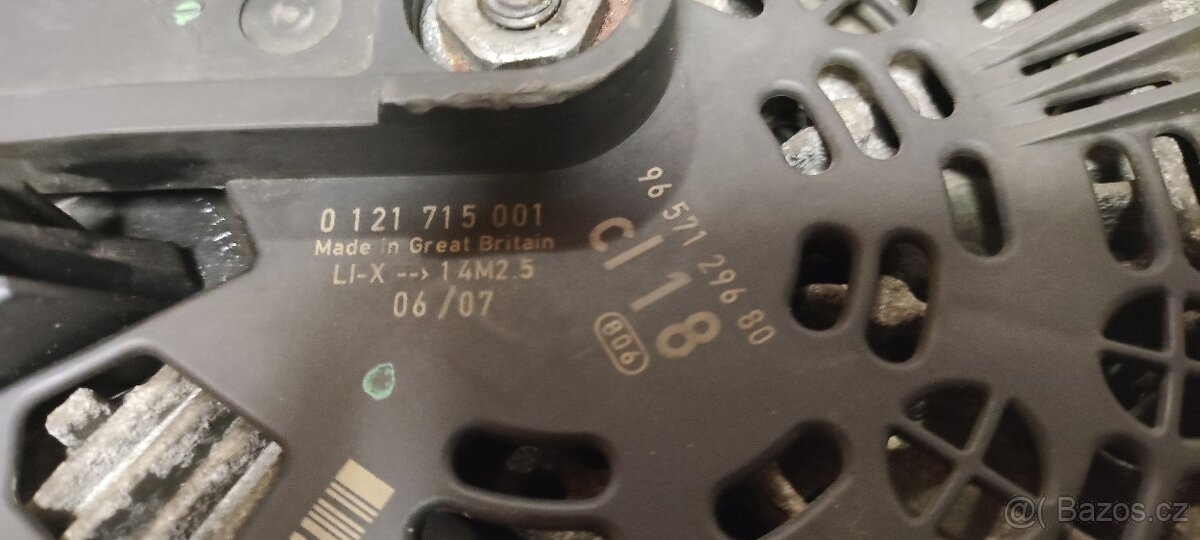 0 121 715 001
Made in Great Britain
LI-X --> 14M2.5
06/07
96 571 296 80
CL 18
806
@( Bazos.cz